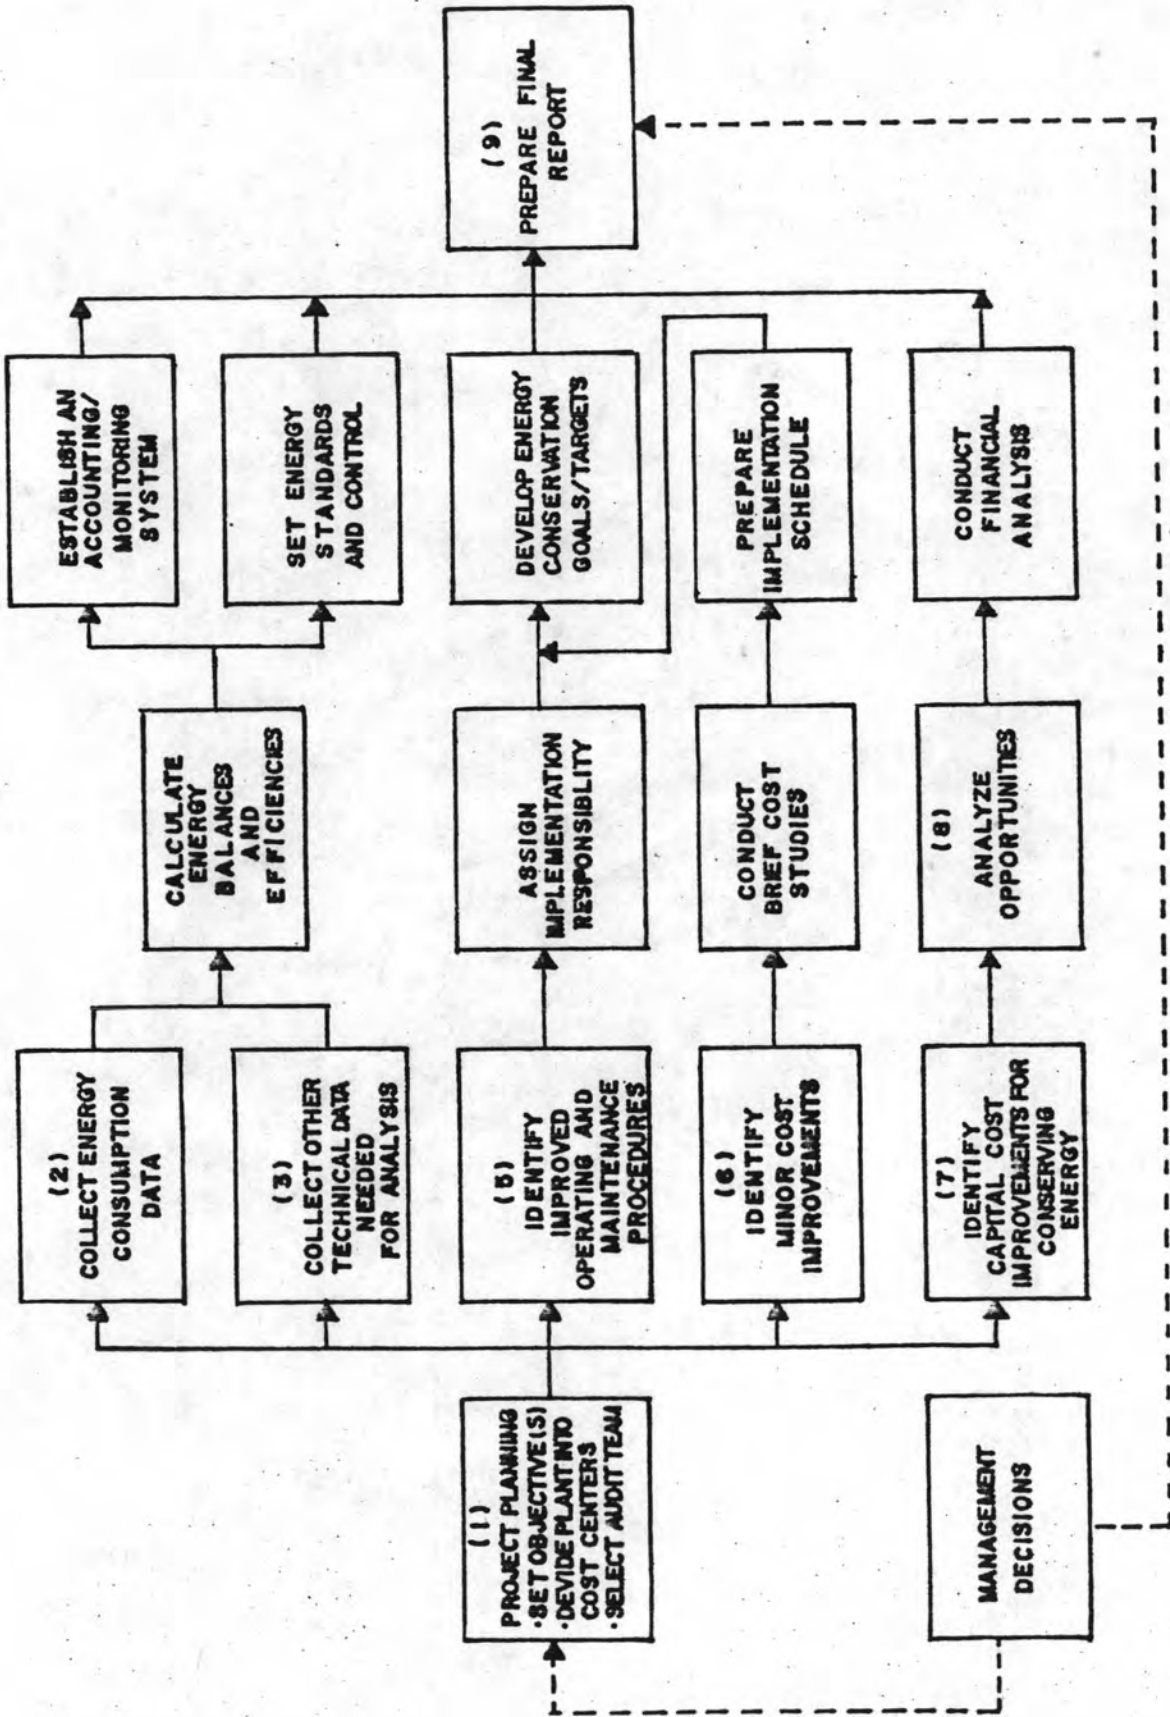 (1)
PROJECT PLANNING
·SET OBJECTIVE(S)
·DEVIDE PLANT INTO
COST CENTERS
·SELECT AUDIT TEAM
MANAGEMENT
DECISIONS
(2)
COLLECT ENERGY
CONSUMPTION
DATA
(3)
COLLECT OTHER
TECHNICAL DATA
NEEDED
FOR ANALYSIS
(5)
IDENTIFY
IMPROVED
OPERATING AND
MAINTENANCE
PROCEDURES
(6)
IDENTIFY
MINOR COST
IMPROVEMENTS
(7)
IDENTIFY
CAPITAL COST
IMPROVEMENTS FOR
CONSERVING
ENERGY
CALCULATE
ENERGY
BALANCES
AND
EFFICIENCIES
ASSIGN
IMPLEMENTATION
RESPONSIBLITY
CONDUCT
BRIEF COST
STUDIES
(8)
ANALYZE
OPPORTUNITIES
ESTABLISH AN
ACCOUNTING/
MONITORING
SYSTEM
SET ENERGY
STANDARDS
AND CONTROL
DEVELOP ENERGY
CONSERVATION
GOALS/TARGETS
PREPARE
IMPLEMENTATION
SCHEDULE
CONDUCT
FINANCIAL
ANALYSIS
(9)
PREPARE FINAL
REPORT